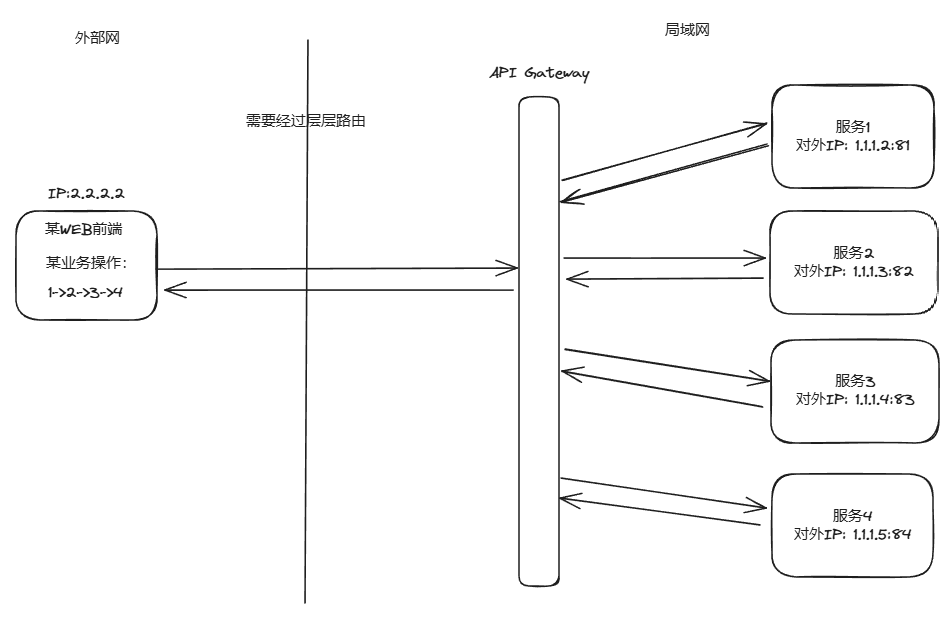 外部网
局域网
API Gateway
需要经过层层路由
服务1
对外IP: 1.1.1.2:81
IP:2.2.2.2
某WEB前端
某业务操作:
1->2->3->4
服务2
对外IP: 1.1.1.3:82
服务3
对外IP: 1.1.1.4:83
服务4
对外IP: 1.1.1.5:84